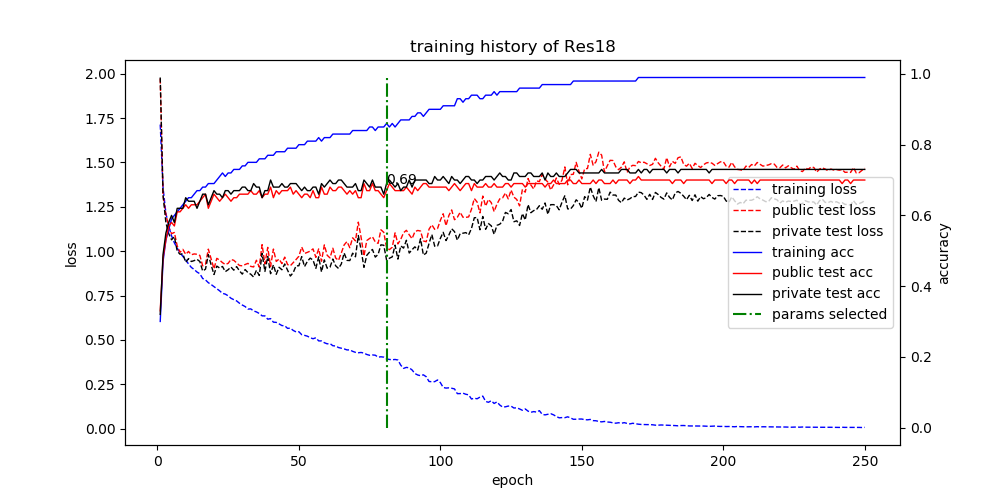 training history of Res18
2.00
1.75
1.50
1.25
1.00
0.75
0.50
0.25
0.00
loss
0.69
1.0
0.8
0.6
0.4
0.2
0.0
accuracy
training loss
public test loss
private test loss
training acc
public test acc
private test acc
params selected
0
50
100
150
200
250
epoch